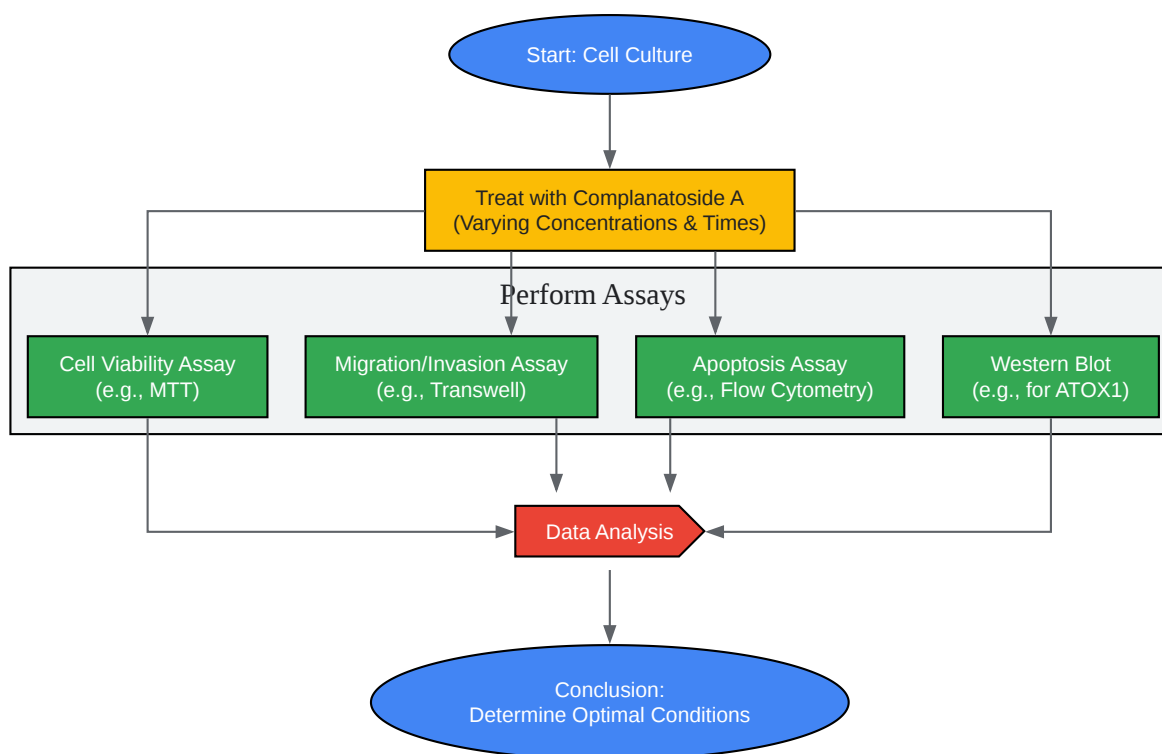 Start: Cell Culture
Treat with Complanatoside A
(Varying Concentrations & Times)
Perform Assays
Cell Viability Assay
(e.g., MTT)
Migration/Invasion Assay
(e.g., Transwell)
Apoptosis Assay
(e.g., Flow Cytometry)
Western Blot
(e.g., for ATOX1)
Data Analysis
Conclusion:
Determine Optimal Conditions